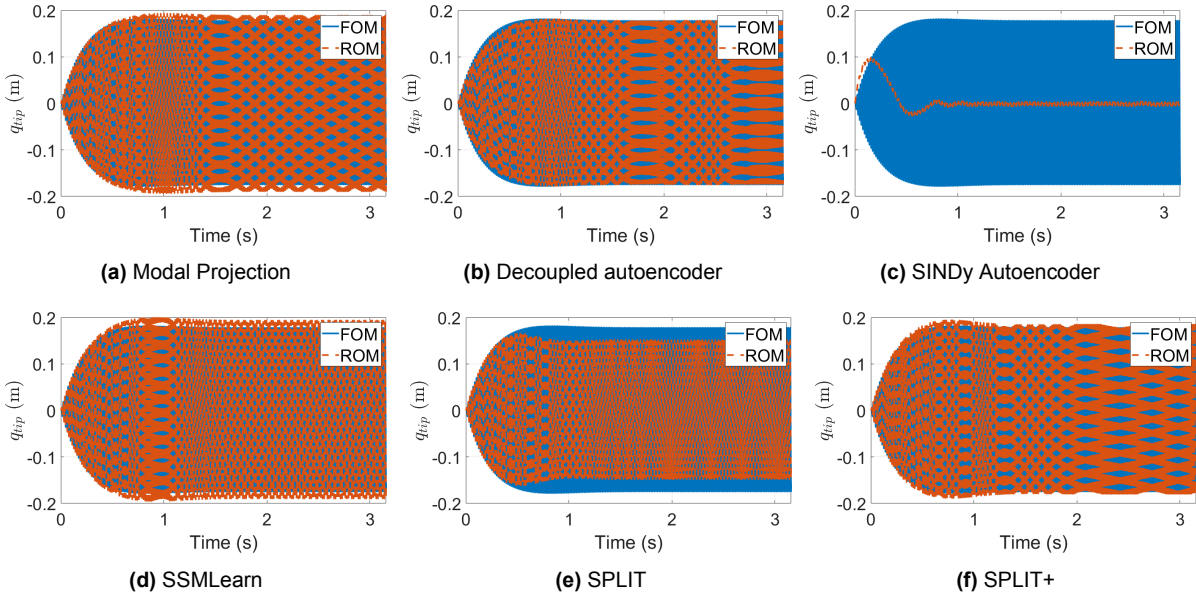 0.2
0.1
0
-0.1
-0.2
q_tip (m)
0 1 2 3
Time (s)
FOM
ROM
(a) Modal Projection
0.2
0.1
0
-0.1
-0.2
q_tip (m)
0 1 2 3
Time (s)
FOM
ROM
(b) Decoupled autoencoder
0.2
0.1
0
-0.1
-0.2
q_tip (m)
0 1 2 3
Time (s)
FOM
ROM
(c) SINDy Autoencoder
0.2
0.1
0
-0.1
-0.2
q_tip (m)
0 1 2 3
Time (s)
FOM
ROM
(d) SSMLearn
0.2
0.1
0
-0.1
-0.2
q_tip (m)
0 1 2 3
Time (s)
FOM
ROM
(e) SPLIT
0.2
0.1
0
-0.1
-0.2
q_tip (m)
0 1 2 3
Time (s)
FOM
ROM
(f) SPLIT+